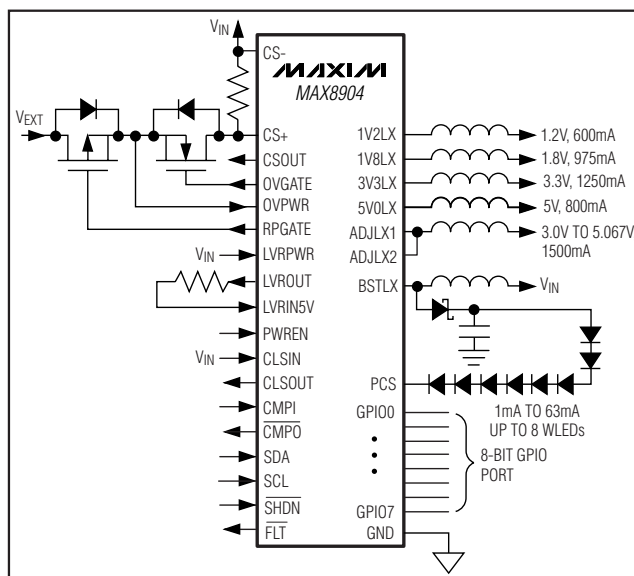 VIN
CS-
MAXIM
MAX8904
VEXT
CS+
CSOUT
OVGATE
OVPWR
RPGATE
VIN
LVRPWR
LVROUT
LVRIN5V
PWREN
VIN
CLSIN
CLSOUT
CMPI
CMPO
SDA
SCL
SHDN
FLT
1V2LX
1.2V, 600mA
1V8LX
1.8V, 975mA
3V3LX
3.3V, 1250mA
5V0LX
5V, 800mA
ADJLX1
3.0V TO 5.067V
1500mA
ADJLX2
BSTLX
VIN
PCS
1mA TO 63mA
UP TO 8 WLEDs
GPIO0
8-BIT GPIO
PORT
GPIO7
GND